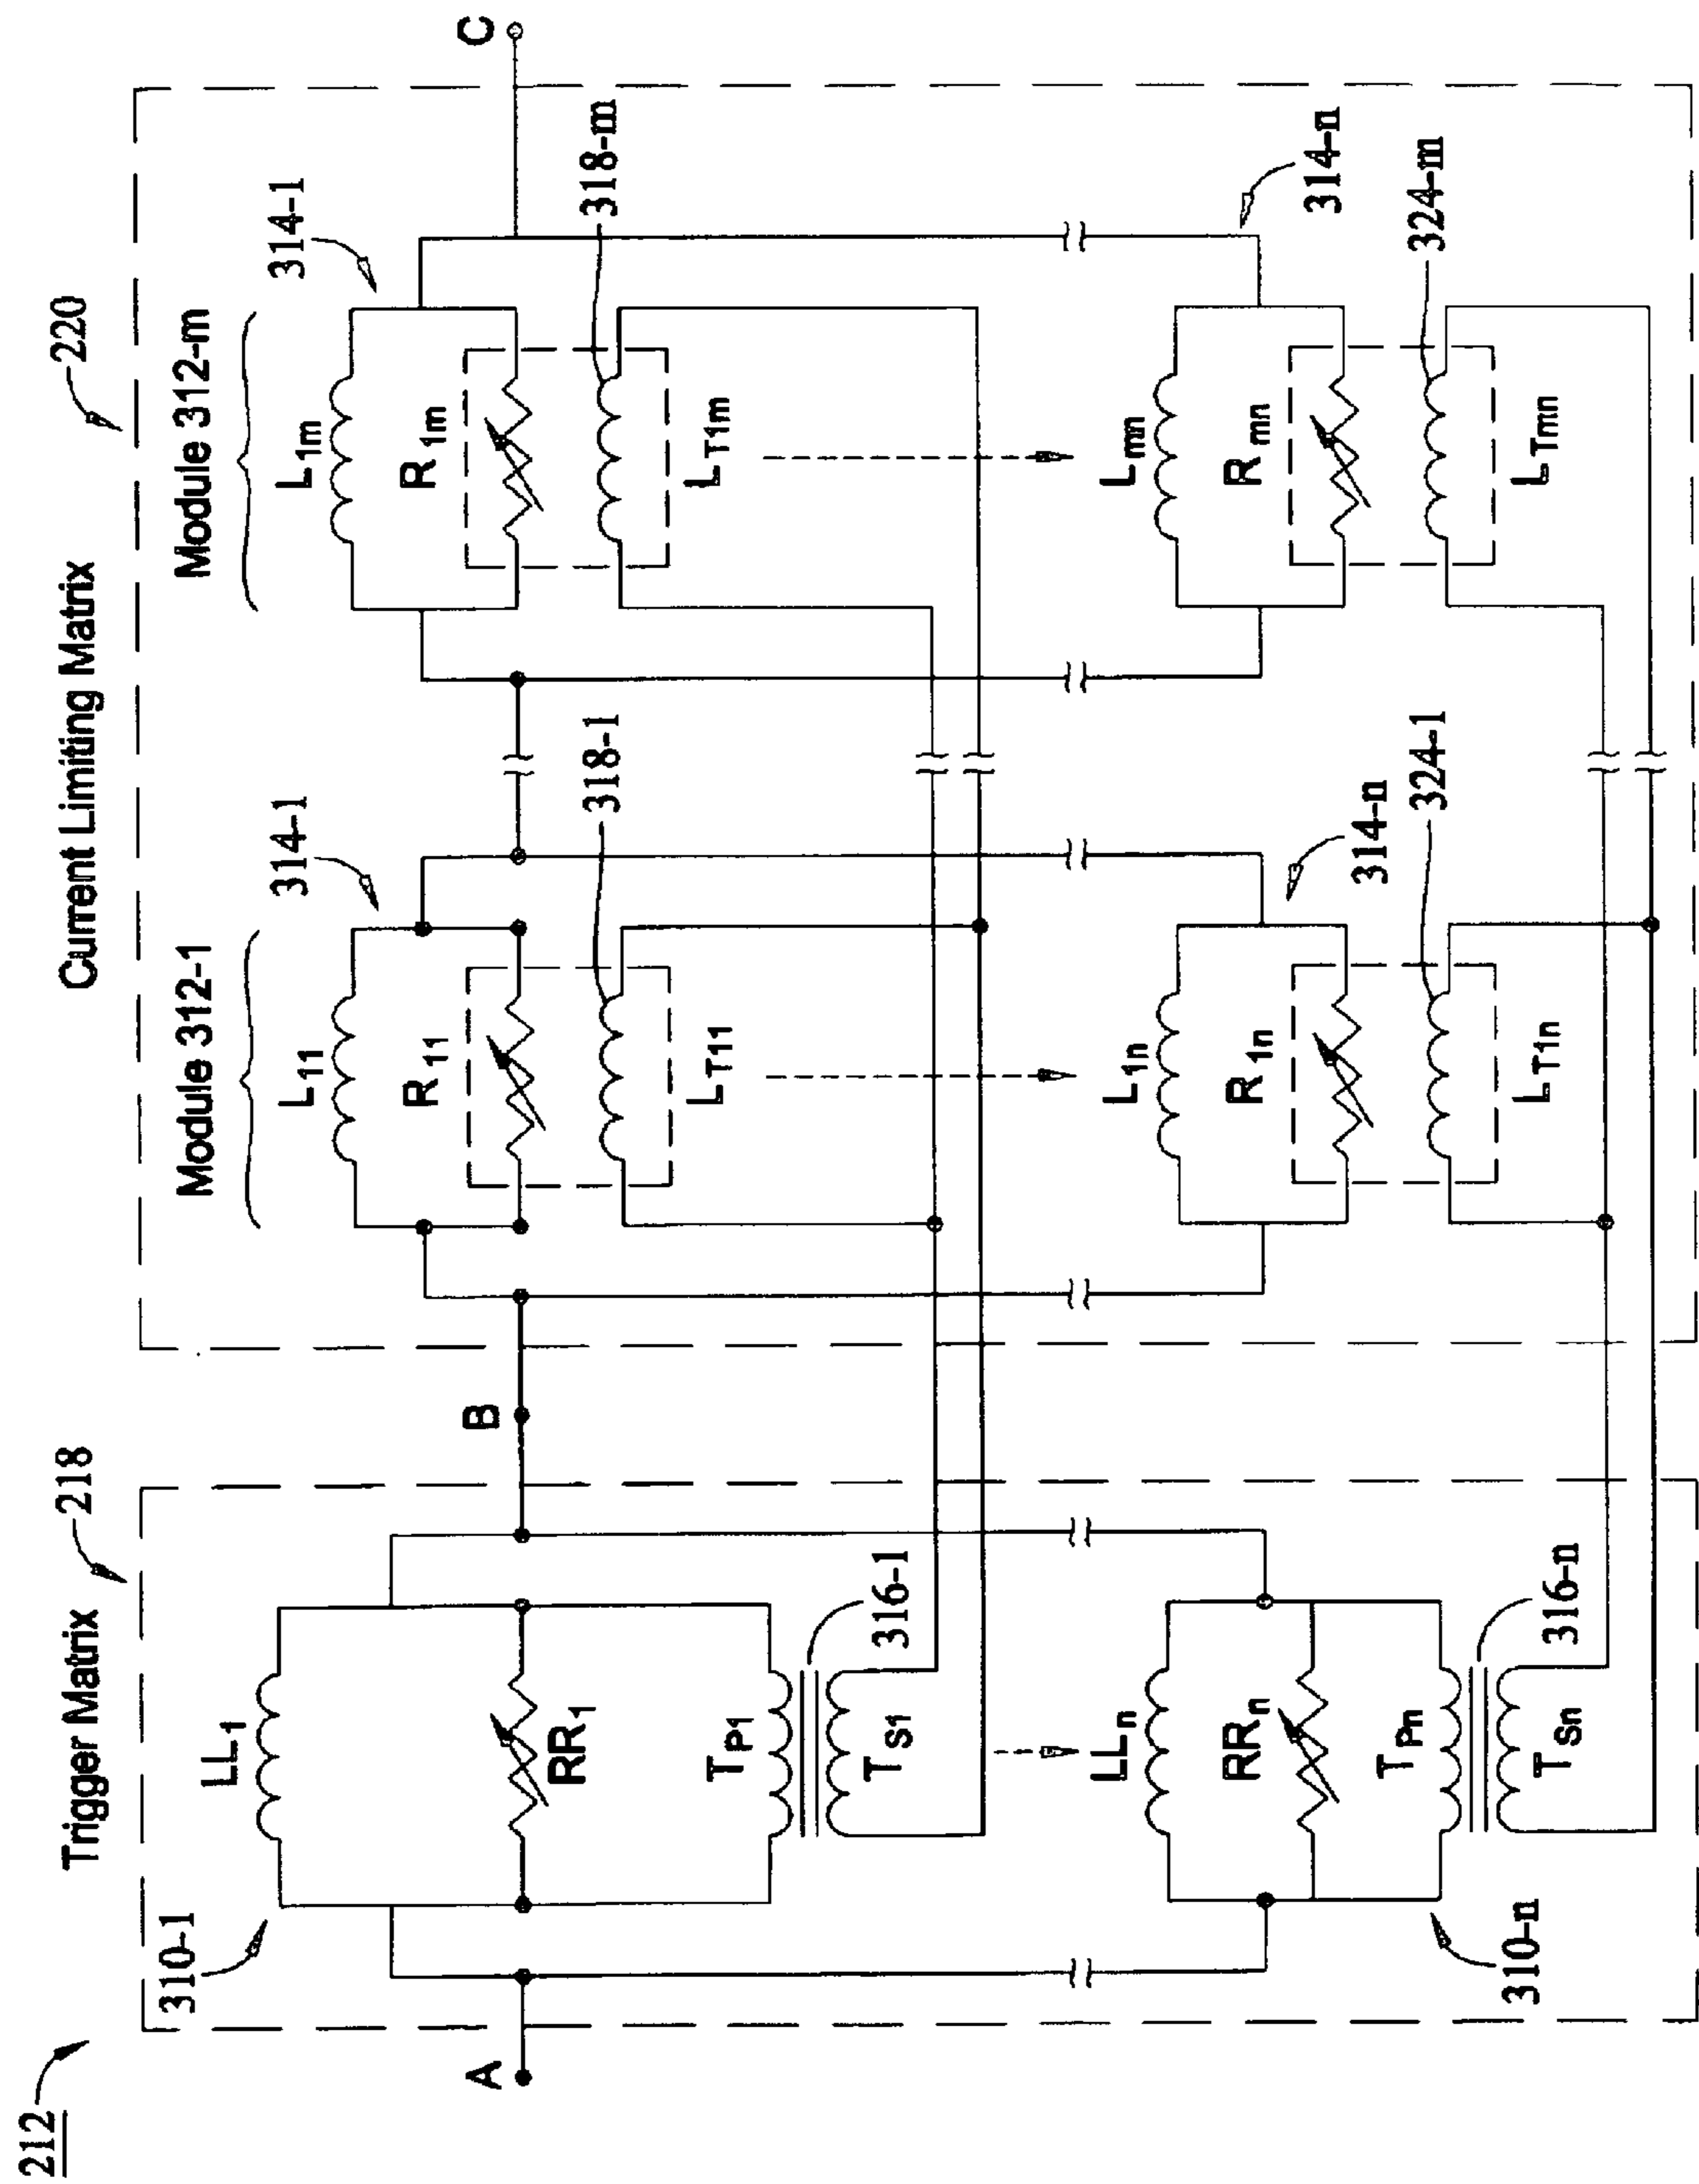 212
Trigger Matrix
218
Current Limiting Matrix
220
310-1
LL1
RR1
TP1
TS1
316-1
A
B
C
LLn
RRn
TPn
TSn
310-n
316-n
Module 312-1
314-1
L11
R11
LT11
318-1
L1n
R1n
LT1n
314-n
324-1
Module 312-m
314-1
L1m
R1m
LT1m
318-m
Lmn
Rmn
LTmn
314-n
324-m